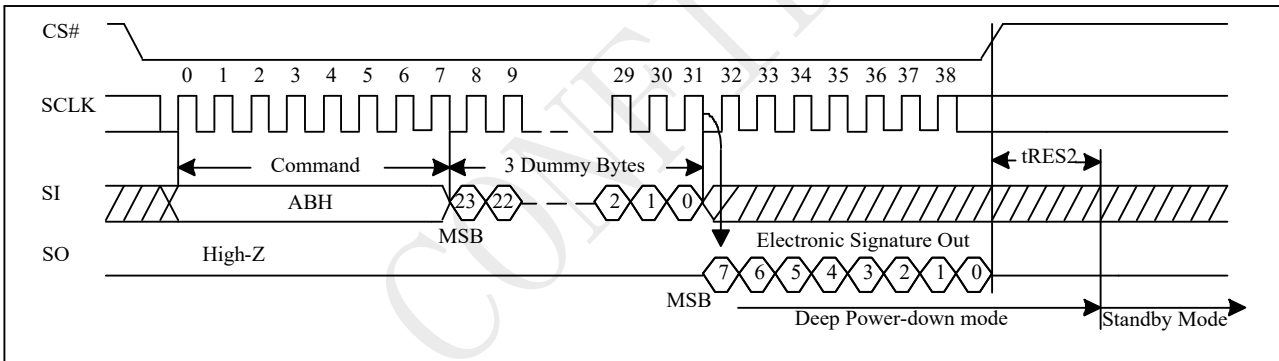 CS#
0 1 2 3 4 5 6 7 8 9 29 30 31 32 33 34 35 36 37 38
SCLK
Command 3 Dummy Bytes tRES2
SI ABH 23 22 2 1 0
MSB Electronic Signature Out
SO High-Z
7 6 5 4 3 2 1 0
MSB
Deep Power-down mode Standby Mode